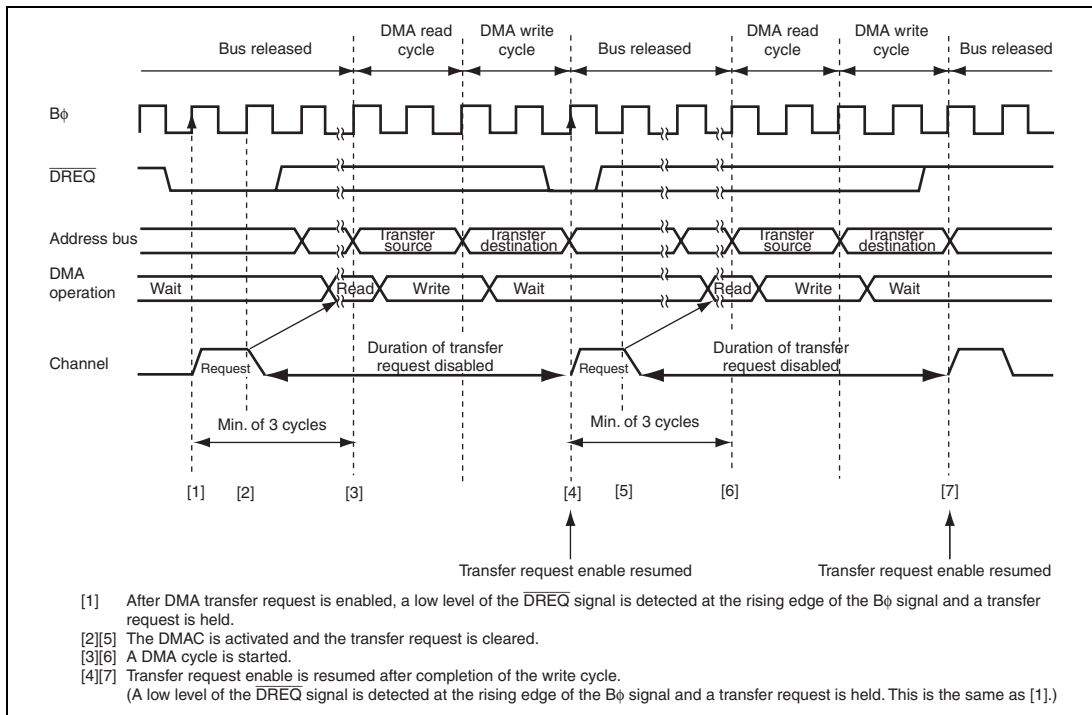 Bus released
DMA read cycle
DMA write cycle
Bus released
DMA read cycle
DMA write cycle
Bus released
Bφ
DREQ
Address bus
Transfer source
Transfer destination
Transfer source
Transfer destination
DMA operation
Wait
Read
Write
Wait
Read
Write
Wait
Channel
Request
Duration of transfer request disabled
Request
Duration of transfer request disabled
Min. of 3 cycles
Min. of 3 cycles
[1]
[2]
[3]
[4]
[5]
[6]
[7]
Transfer request enable resumed
Transfer request enable resumed
[1] After DMA transfer request is enabled, a low level of the DREQ signal is detected at the rising edge of the Bφ signal and a transfer
request is held.
[2][5] The DMAC is activated and the transfer request is cleared.
[3][6] A DMA cycle is started.
[4][7] Transfer request enable is resumed after completion of the write cycle.
(A low level of the DREQ signal is detected at the rising edge of the Bφ signal and a transfer request is held. This is the same as [1].)